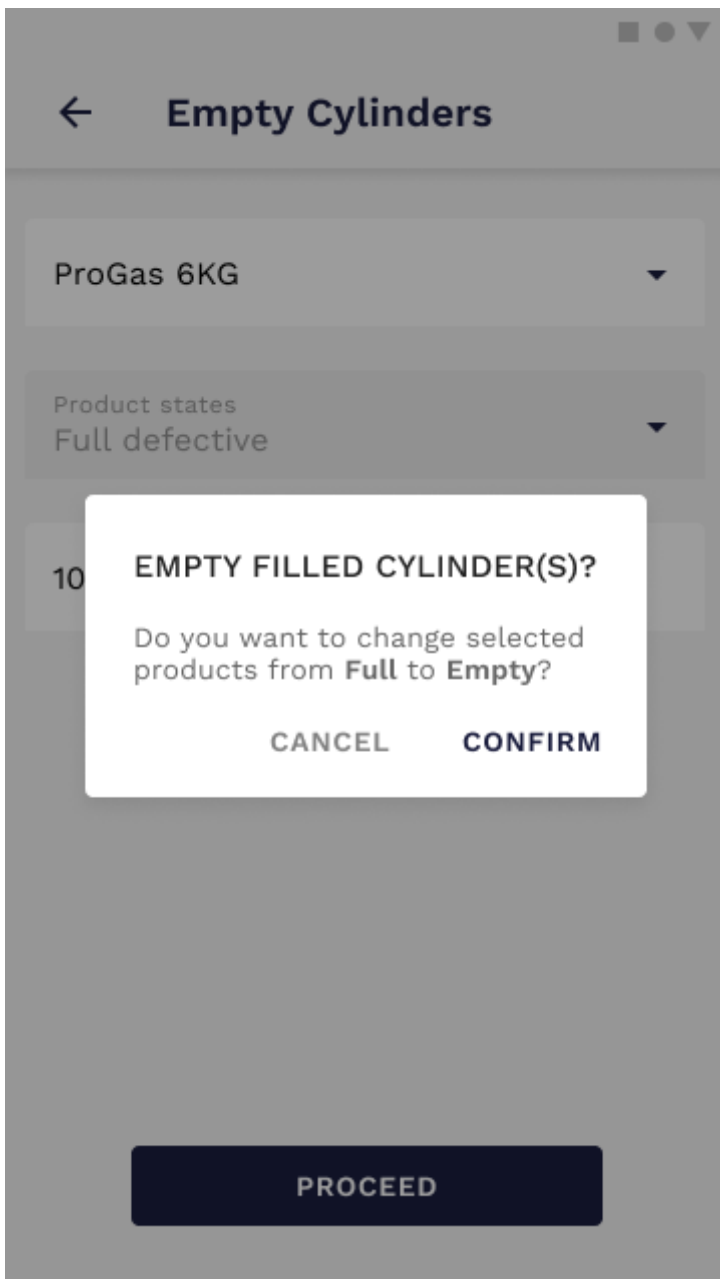 Empty Cylinders
ProGas 6KG
Product states
Full defective
10
EMPTY FILLED CYLINDER(S)?
Do you want to change selected
products from Full to Empty?
CANCEL CONFIRM
PROCEED